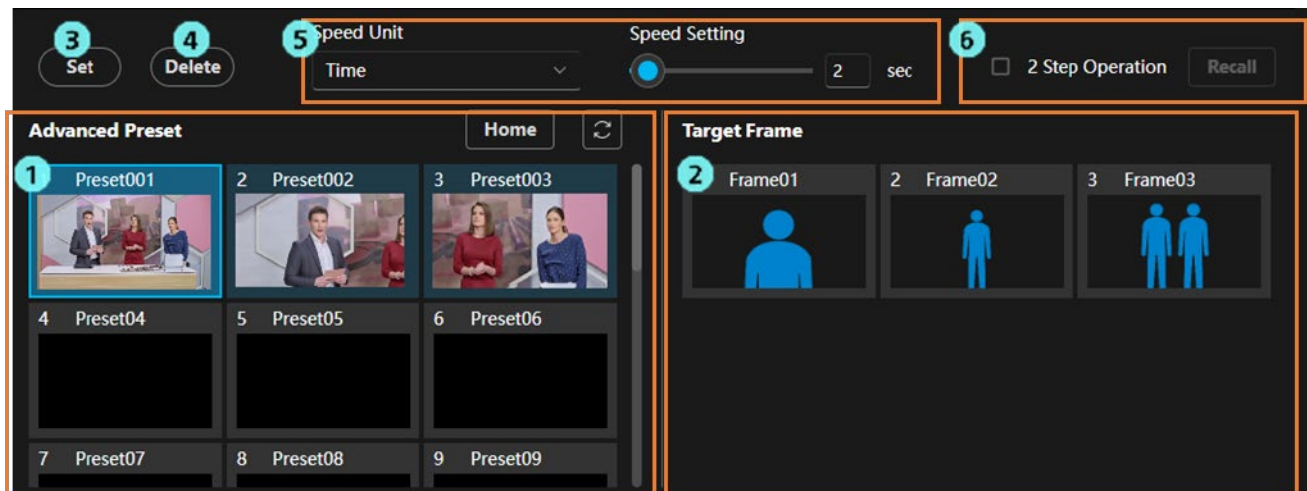 3 4 5 6
Set Delete
Speed Unit
Time
Speed Setting
2 sec
2 Step Operation Recall
Advanced Preset Home
1 Preset001 2 Preset002 3 Preset003
4 Preset04 5 Preset05 6 Preset06
7 Preset07 8 Preset08 9 Preset09
Target Frame
2 Frame01 2 Frame02 3 Frame03